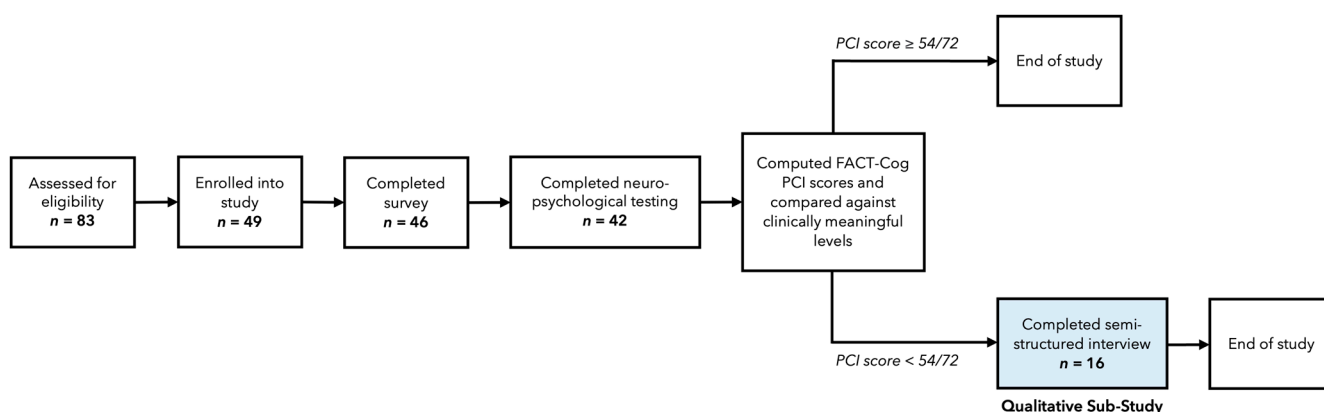 Assessed for
eligibility
n = 83
Enrolled into
study
n = 49
Completed
survey
n = 46
Completed neuro-
psychological testing
n = 42
Computed FACT-Cog
PCI scores and
compared against
clinically meaningful
levels
PCI score ≥ 54/72
End of study
PCI score < 54/72
Completed semi-
structured interview
n = 16
Qualitative Sub-Study
End of study